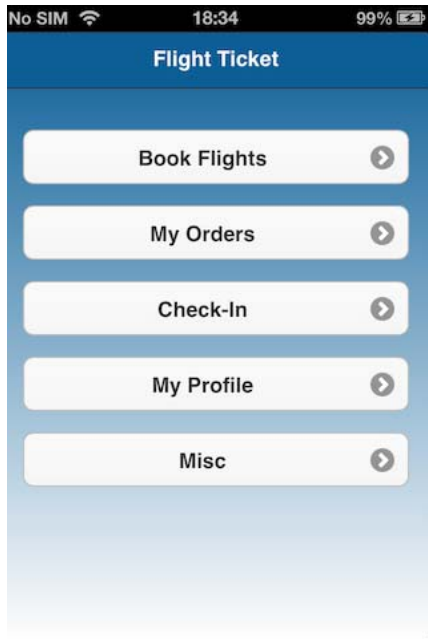 No SIM 18:34 99%
Flight Ticket
Book Flights
My Orders
Check-In
My Profile
Misc